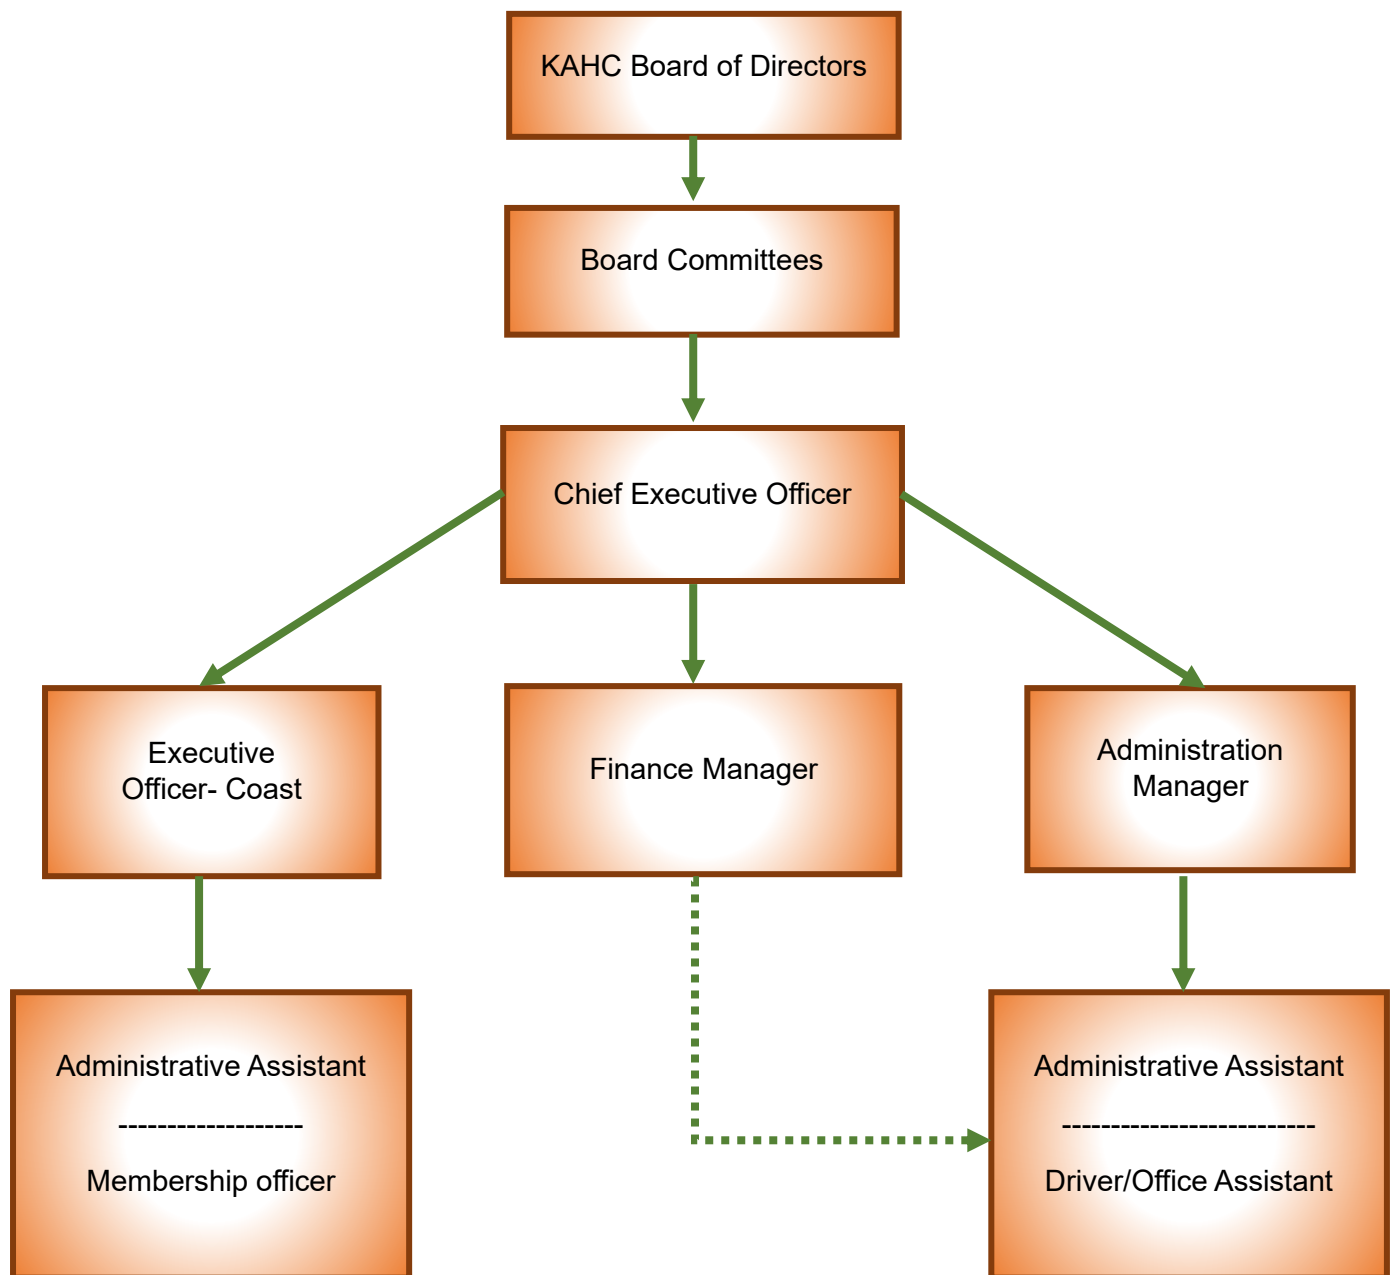 KAHC Board of Directors
Board Committees
Chief Executive Officer
Executive
Officer- Coast
Finance Manager
Administration
Manager
Administrative Assistant
-------------------
Membership officer
Administrative Assistant
--------------------------
Driver/Office Assistant